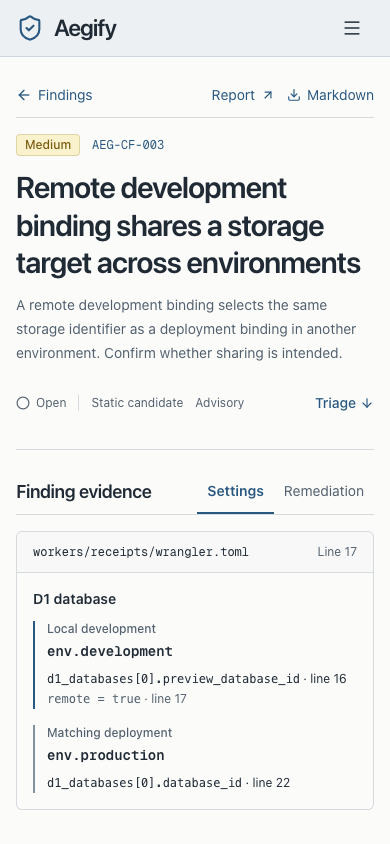 Aegify
Findings
Report
Markdown
Medium
AEG-CF-003
Remote development
binding shares a storage
target across environments
A remote development binding selects the same
storage identifier as a deployment binding in another
environment. Confirm whether sharing is intended.
Open
Static candidate
Advisory
Triage
Finding evidence
Settings
Remediation
workers/receipts/wrangler.toml
Line 17
D1 database
Local development
env.development
d1_databases[0].preview_database_id · line 16
remote = true · line 17
Matching deployment
env.production
d1_databases[0].database_id · line 22